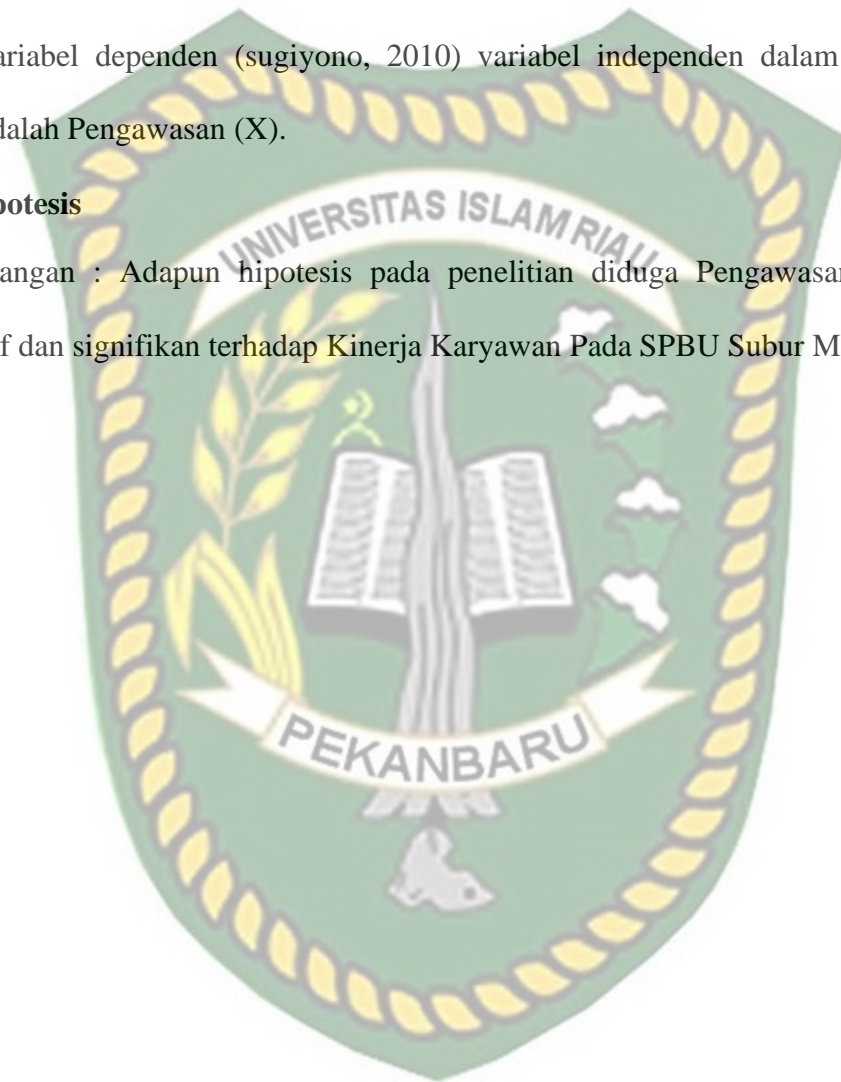 ariabel dependen (sugiyono, 2010) variabel independen dalam
dalah Pengawasan (X).
potesis
angan : Adapun hipotesis pada penelitian diduga Pengawasan
f dan signifikan terhadap Kinerja Karyawan Pada SPBU Subur M
UNIVERSITAS ISLAM RIAU
PEKANBARU